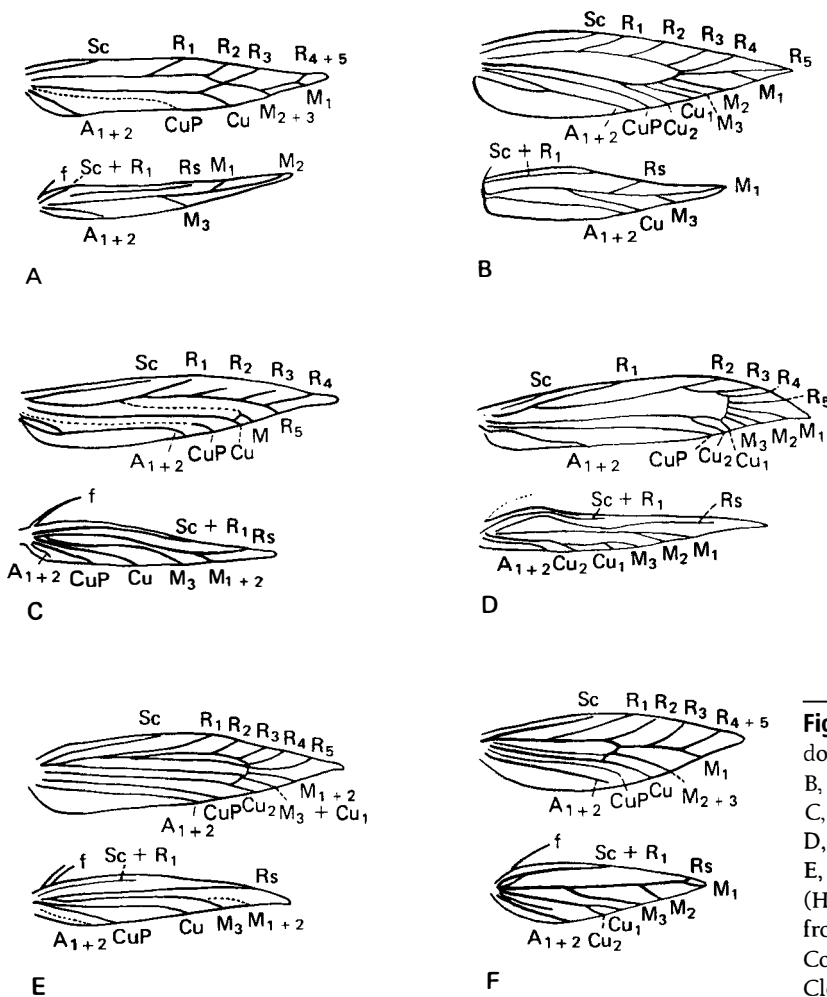 Sc R₁ R₂ R₃ R₄ ₊ ₅
A₁₊₂ CuP Cu M₂ ₊ ₃ M₁
f Sc + R₁ Rs M₁ M₂
A₁₊₂ M₃
A
Sc R₁ R₂ R₃ R₄ R₅
A₁₊₂ CuP Cu₂ Cu₁ M₃ M₂ M₁
Sc + R₁ Rs M₁
A₁₊₂ Cu M₃
B
Sc R₁ R₂ R₃ R₄
A₁₊₂ CuP Cu M R₅
f Sc + R₁ Rs
A₁₊₂ CuP Cu M₃ M₁₊₂
C
Sc R₁ R₂ R₃ R₄ R₅
A₁₊₂ CuP Cu₂ Cu₁ M₃ M₂ M₁
Sc + R₁ Rs
A₁₊₂ Cu₂ Cu₁ M₃ M₂ M₁
D
Sc R₁ R₂ R₃ R₄ R₅
A₁₊₂ CuP Cu₂ M₃ + Cu₁ M₁₊₂
f Sc + R₁ Rs
A₁₊₂ CuP Cu M₃ M₁ ₊ ₂
E
Sc R₁ R₂ R₃ R₄ ₊ ₅
A₁₊₂ CuP Cu M₂ ₊ ₃ M₁
f Sc + R₁ Rs M₁
A₁₊₂ Cu₂ M₃ M₂
F
Fig
do
B,
C,
D,
E,
(H
fro
Co
Cl